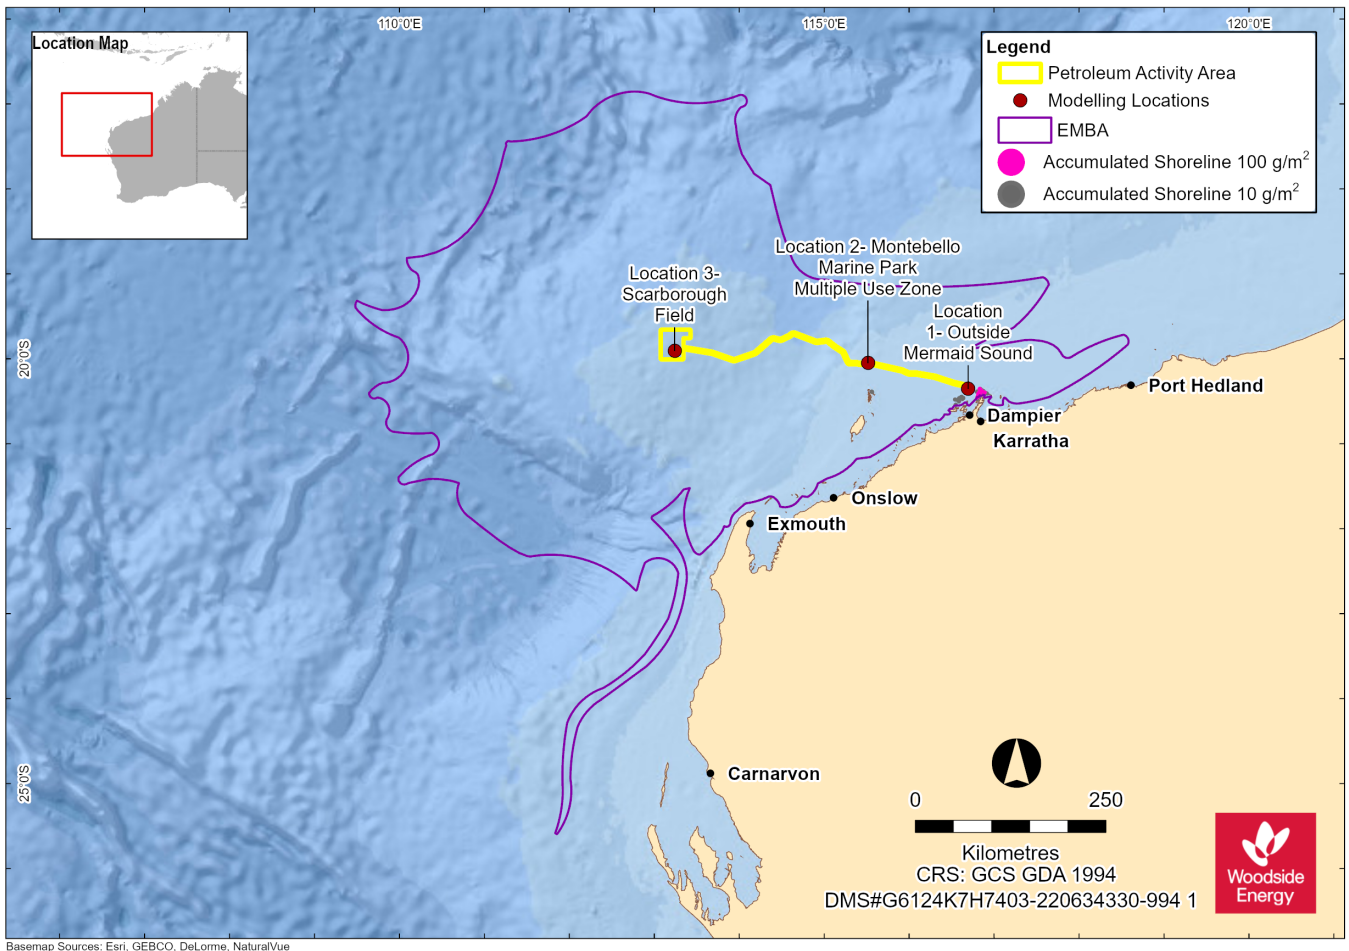 110°0'E
115°0'E
120°0'E
Location Map
Legend
Petroleum Activity Area
Modelling Locations
EMBA
Accumulated Shoreline 100 g/m²
Accumulated Shoreline 10 g/m²
Location 2- Montebello
Marine Park
Multiple Use Zone
Location 3-
Scarborough
Field
Location
1- Outside
Mermaid Sound
20°0'S
Port Hedland
Dampier
Karratha
Onslow
Exmouth
Carnarvon
25°0'S
0 250
Kilometres
CRS: GCS GDA 1994
DMS#G6124K7H7403-220634330-994 1
Woodside
Energy
Basemap Sources: Esri, GEBCO, DeLorme, NaturalVue